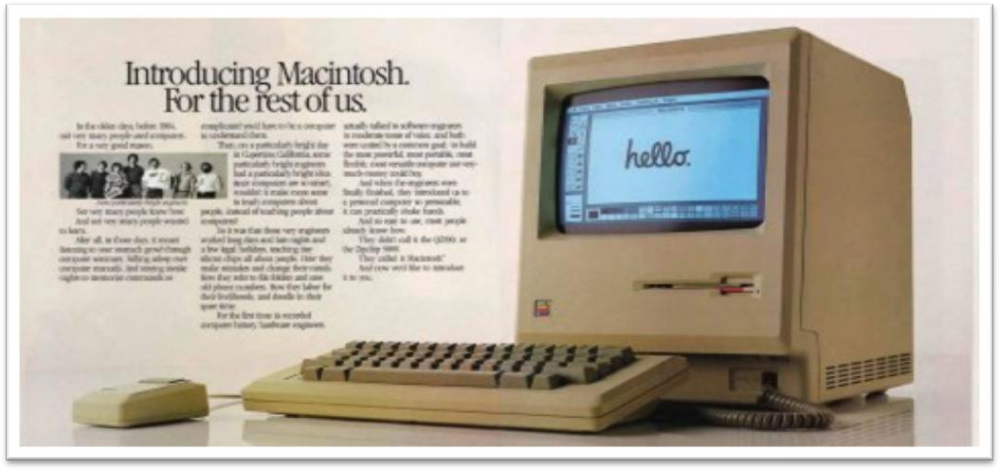 Introducing Macintosh.
For the rest of us.
In the olden days, before 1984,
not very many people used computers.
For a very good reason.
Some particularly bright engineers.
Not very many people knew how.
And not very many people wanted
to learn.
After all, in those days, it meant
listening to your stomach growl through
computer seminars. Falling asleep over
computer manuals. And staying awake
nights to memorize commands so
complicated you'd have to be a computer
to understand them.
Then, on a particularly bright day
in Cupertino, California, some
particularly bright engineers
had a particularly bright idea:
since computers are so smart,
wouldn't it make more sense
to teach computers about
people, instead of teaching people about
computers?
So it was that those very engineers
worked long days and late nights and
a few legal holidays, teaching tiny
silicon chips all about people. How they
make mistakes and change their minds.
How they refer to file folders and save
old phone numbers. How they labor for
their livelihoods, and doodle in their
spare time.
For the first time in recorded
computer history, hardware engineers
actually talked to software engineers
in moderate tones of voice, and both
were united by a common goal: to build
the most powerful, most portable, most
flexible, most versatile computer not-very-
much-money could buy.
And when the engineers were
finally finished, they introduced us to
a personal computer so personable,
it can practically shake hands.
And so easy to use, most people
already know how.
They didn't call it the QZ190, or
the Zipchip 5000.
They called it Macintosh.
And now we'd like to introduce
it to you.
hello.